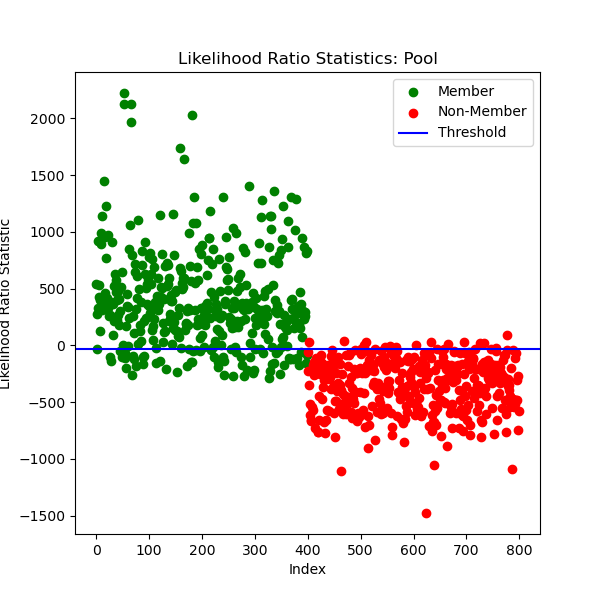 Likelihood Ratio Statistics: Pool
Member
Non-Member
Threshold
2000
1500
1000
500
0
−500
−1000
−1500
Likelihood Ratio Statistic
0 100 200 300 400 500 600 700 800
Index